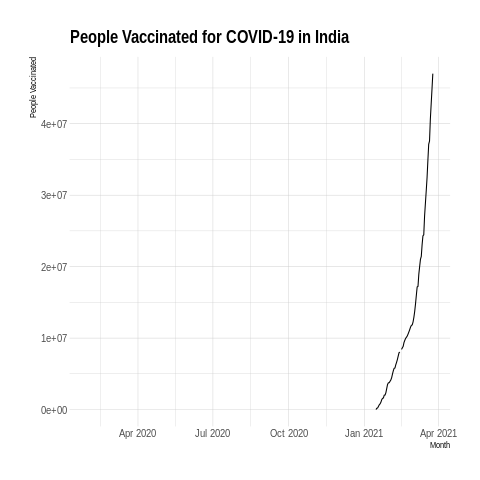 People Vaccinated for COVID-19 in India
People Vaccinated
4e+07
3e+07
2e+07
1e+07
0e+00
Apr 2020 Jul 2020 Oct 2020 Jan 2021 Apr 2021
Month